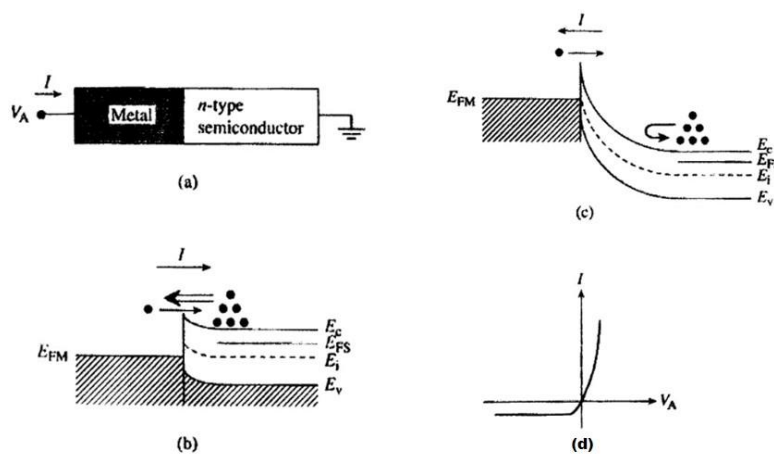 I
V_A
Metal
n-type
semiconductor
(a)
I
E_FM
E_c
E_F
E_i
E_v
(c)
I
E_FM
E_c
E_FS
E_i
E_v
(b)
I
V_A
(d)